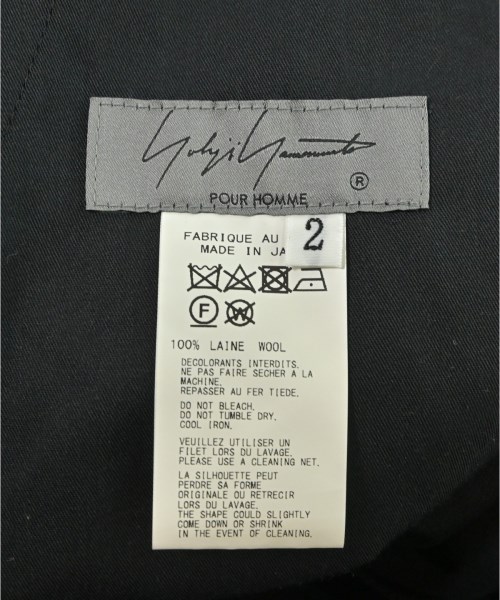 Yohji Yamamoto
®
POUR HOMME
2
FABRIQUE AU
MADE IN JA
F
W
100% LAINE WOOL
DECOLORANTS INTERDITS.
NE PAS FAIRE SECHER A LA
MACHINE.
REPASSER AU FER TIEDE.
DO NOT BLEACH.
DO NOT TUMBLE DRY.
COOL IRON.
VEUILLEZ UTILISER UN
FILET LORS DU LAVAGE.
PLEASE USE A CLEANING NET.
LA SILHOUETTE PEUT
PERDRE SA FORME
ORIGINALE OU RETRECIR
LORS DU LAVAGE.
THE SHAPE COULD SLIGHTLY
COME DOWN OR SHRINK
IN THE EVENT OF CLEANING.